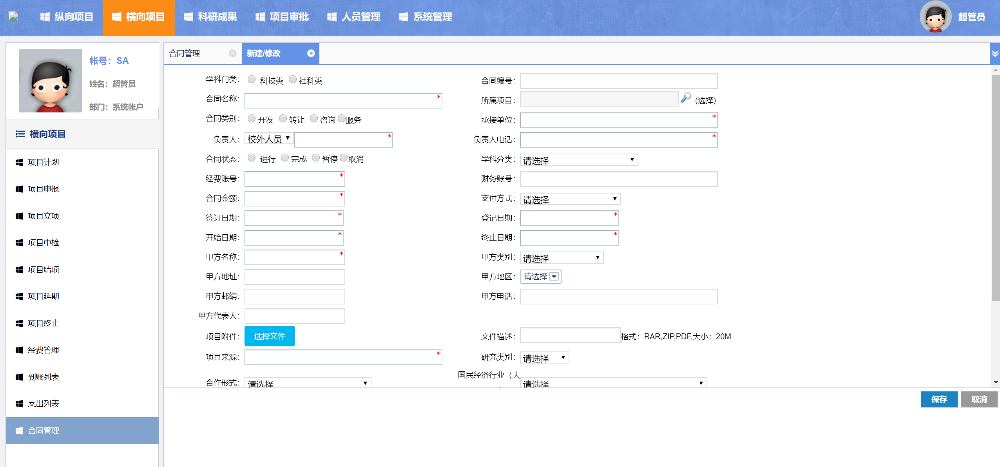 纵向项目 横向项目 科研成果 项目审批 人员管理 系统管理 超管员
帐号：SA
姓名：超管员
部门：系统帐户
横向项目
项目计划
项目申报
项目立项
项目中检
项目结项
项目延期
项目终止
经费管理
到账列表
支出列表
合同管理
合同管理 新建/修改
学科门类： 科技类 社科类 合同编号：
合同名称： * 所属项目： (选择)
合同类别： 开发 转让 咨询 服务 承接单位： *
负责人： 校外人员 * 负责人电话： *
合同状态： 进行 完成 暂停 取消 学科分类： 请选择
经费账号： * 财务账号：
合同金额： * 支付方式： 请选择
签订日期： * 登记日期： *
开始日期： * 终止日期： *
甲方名称： * 甲方类别： 请选择
甲方地址： 甲方地区： 请选择
甲方邮编： 甲方电话：
甲方代表人：
项目附件： 选择文件 文件描述： 格式：RAR,ZIP,PDF,大小：20M
项目来源： * 研究类别： 请选择
合作形式： 请选择 国民经济行业（大 请选择
保存 取消